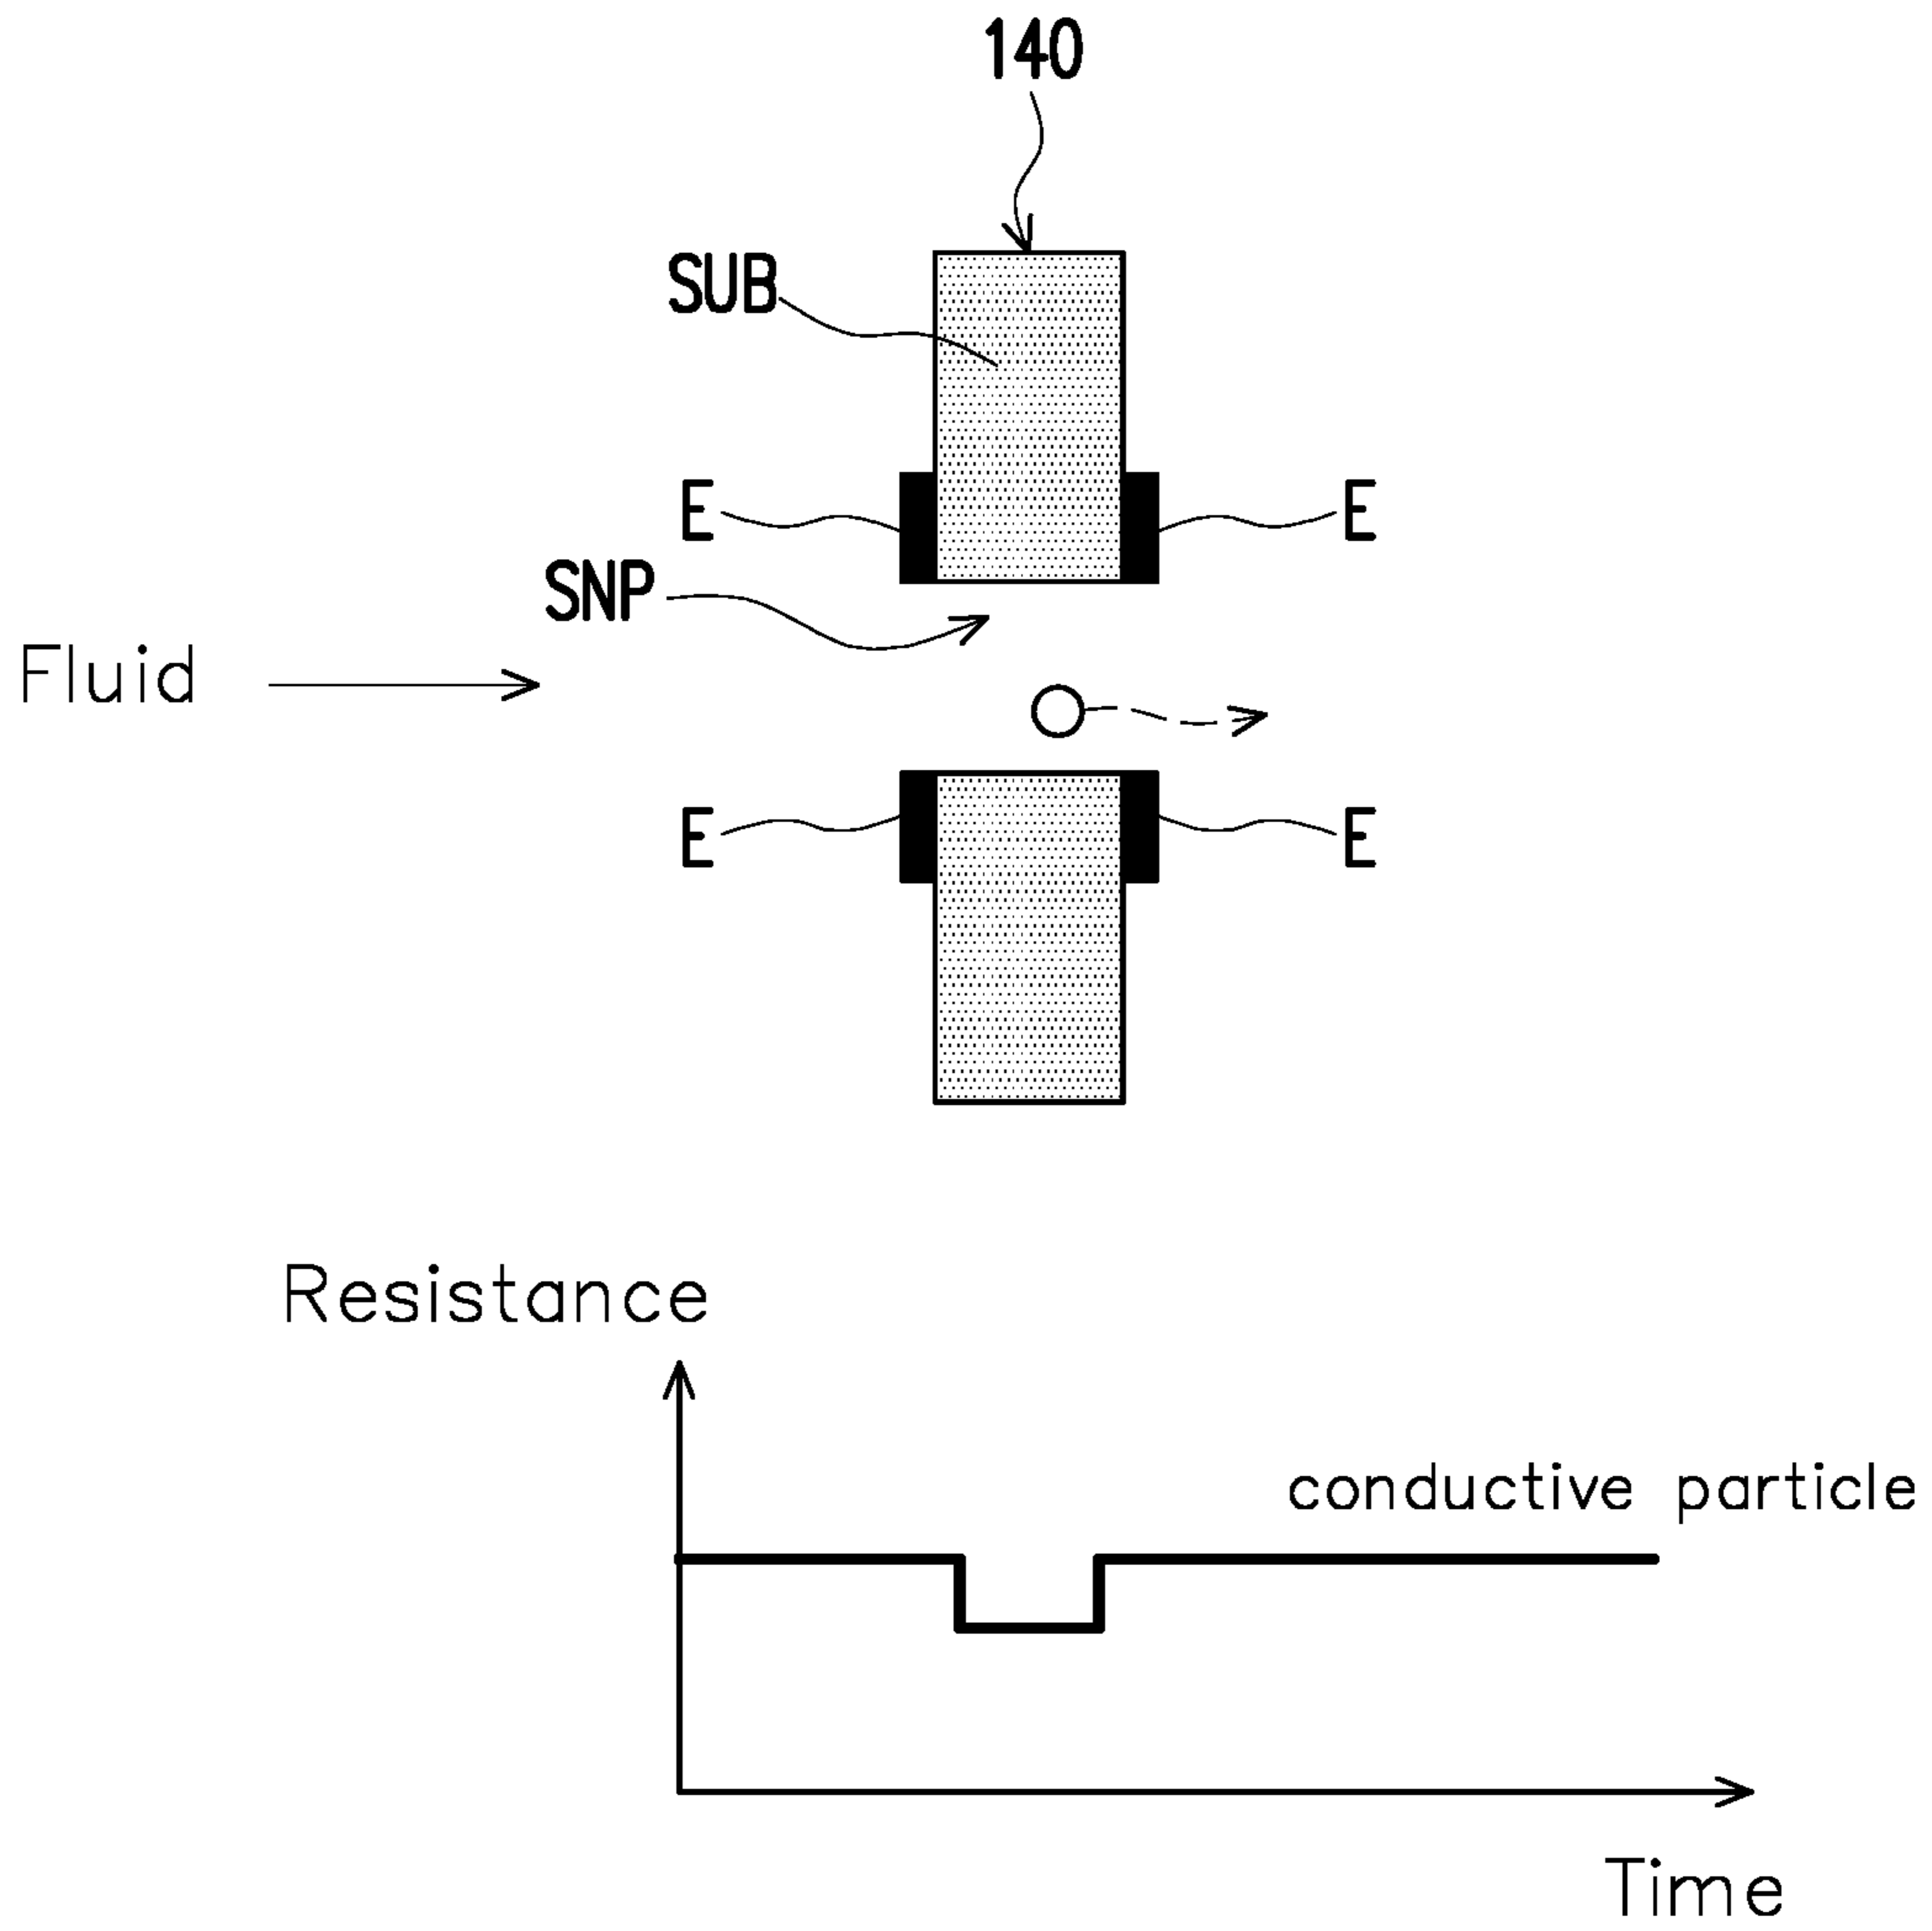 140
SUB
E E
SNP
Fluid
E E
Resistance
conductive particle
Time